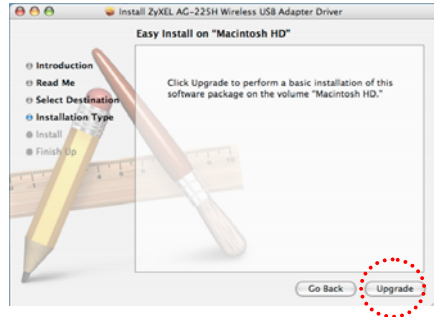 Install ZyXEL AG-225H Wireless USB Adapter Driver
Easy Install on "Macintosh HD"
Introduction
Read Me
Select Destination
Installation Type
Install
Finish Up
Click Upgrade to perform a basic installation of this
software package on the volume "Macintosh HD."
Go Back
Upgrade